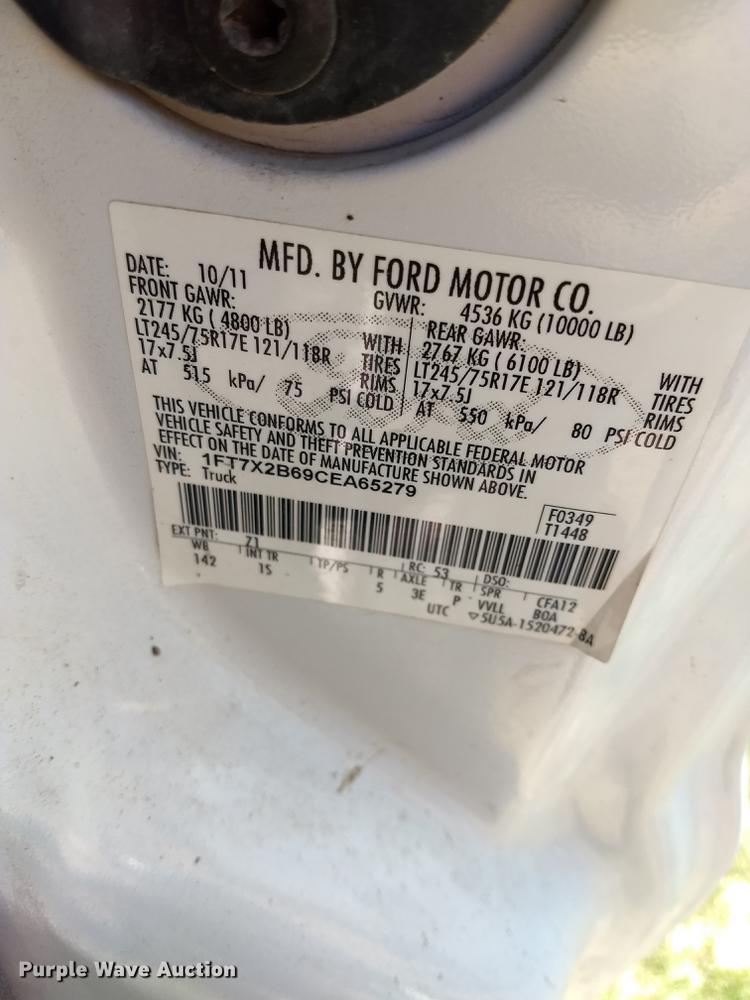 MFD. BY FORD MOTOR CO.
DATE: 10/11 GVWR: 4536 KG (10000 LB)
FRONT GAWR: REAR GAWR:
2177 KG ( 4800 LB) WITH 2767 KG ( 6100 LB) WITH
LT245/75R17E 121/118R TIRES LT245/75R17E 121/118R TIRES
17x7.5J RIMS 17x7.5J RIMS
AT 515 kPa/ 75 PSI COLD AT 550 kPa/ 80 PSI COLD
THIS VEHICLE CONFORMS TO ALL APPLICABLE FEDERAL MOTOR
VEHICLE SAFETY AND THEFT PREVENTION STANDARDS IN
EFFECT ON THE DATE OF MANUFACTURE SHOWN ABOVE.
VIN: 1FT7X2B69CEA65279
TYPE: Truck
F0349
T1448
EXT PNT: Z1 RC: 53 DSO:
WB INT TR TP/PS R AXLE TR SPR CFA12
142 1S 5 3E P VVLL BOA
UTC ▽5U5A-1520472-BA
Purple Wave Auction